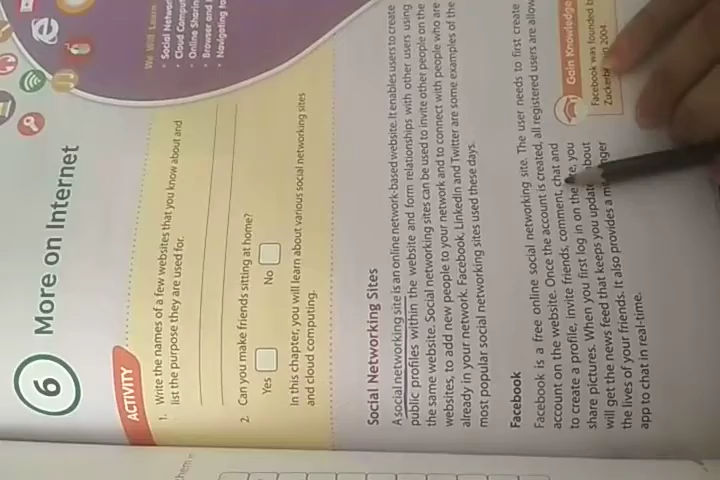 6 More on Internet
We Will Learn
• Social Networ
• Cloud Comput
• Online Sharin
• Browser and
• Navigating to
ACTIVITY
1. Write the names of a few websites that you know about and
list the purpose they are used for.
2. Can you make friends sitting at home?
Yes No
In this chapter, you will learn about various social networking sites
and cloud computing.
Social Networking Sites
A social networking site is an online network-based website. It enables users to create
public profiles within the website and form relationships with other users using
the same website. Social networking sites can be used to invite other people on the
websites, to add new people to your network and to connect with people who are
already in your network. Facebook, LinkedIn and Twitter are some examples of the
most popular social networking sites used these days.
Facebook
Facebook is a free online social networking site. The user needs to first create
account on the website. Once the account is created, all registered users are allow
to create a profile, invite friends, comment, chat and
share pictures. When you first log in on the you
will get the news feed that keeps you updat bout
the lives of your friends. It also provides a
app to chat in real-time.
Gain Knowledge
Facebook was founded b
Zuckerb in 2004